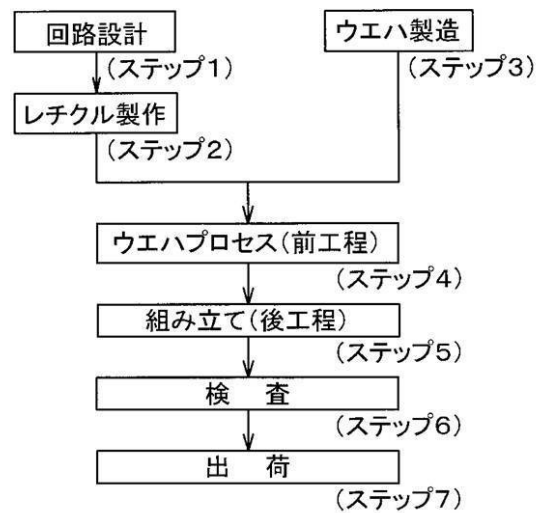 回路設計
(ステップ1)
レチクル製作
(ステップ2)
ウエハ製造
(ステップ3)
ウエハプロセス(前工程)
(ステップ4)
組み立て(後工程)
(ステップ5)
検　査
(ステップ6)
出　荷
(ステップ7)